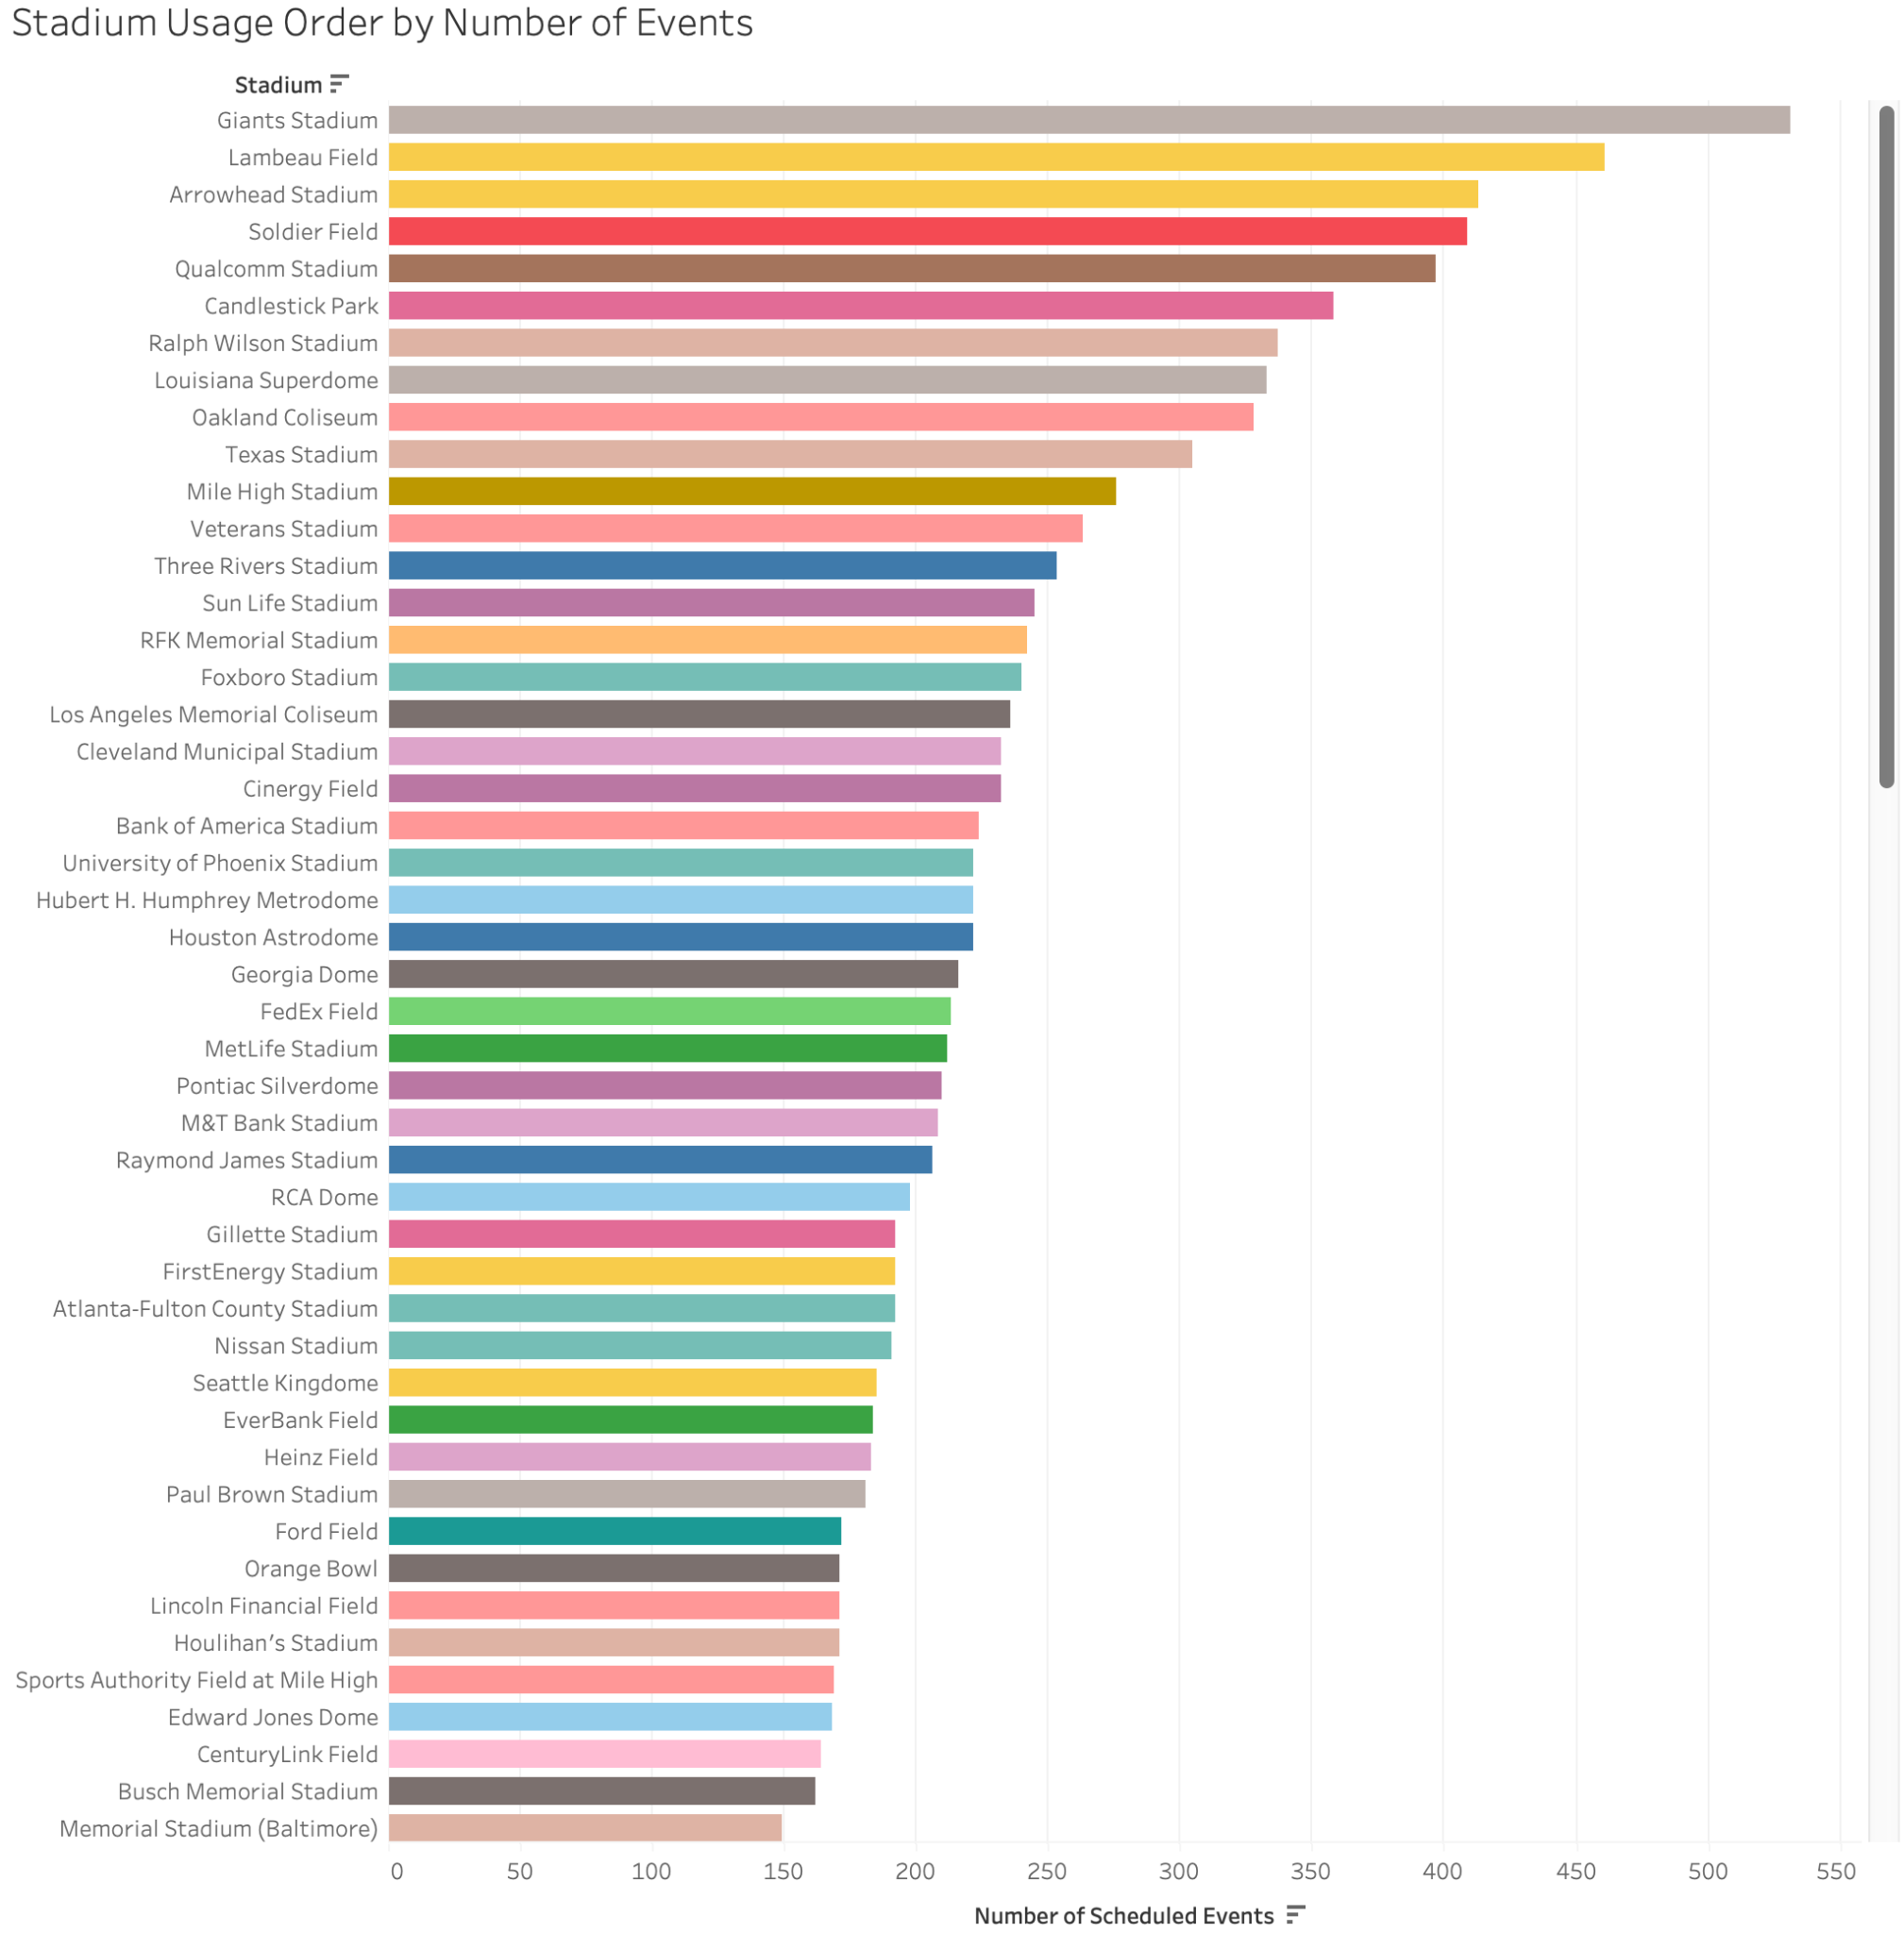 Stadium Usage Order by Number of Events
Stadium
Giants Stadium
Lambeau Field
Arrowhead Stadium
Soldier Field
Qualcomm Stadium
Candlestick Park
Ralph Wilson Stadium
Louisiana Superdome
Oakland Coliseum
Texas Stadium
Mile High Stadium
Veterans Stadium
Three Rivers Stadium
Sun Life Stadium
RFK Memorial Stadium
Foxboro Stadium
Los Angeles Memorial Coliseum
Cleveland Municipal Stadium
Cinergy Field
Bank of America Stadium
University of Phoenix Stadium
Hubert H. Humphrey Metrodome
Houston Astrodome
Georgia Dome
FedEx Field
MetLife Stadium
Pontiac Silverdome
M&T Bank Stadium
Raymond James Stadium
RCA Dome
Gillette Stadium
FirstEnergy Stadium
Atlanta-Fulton County Stadium
Nissan Stadium
Seattle Kingdome
EverBank Field
Heinz Field
Paul Brown Stadium
Ford Field
Orange Bowl
Lincoln Financial Field
Houlihan’s Stadium
Sports Authority Field at Mile High
Edward Jones Dome
CenturyLink Field
Busch Memorial Stadium
Memorial Stadium (Baltimore)
0 50 100 150 200 250 300 350 400 450 500 550
Number of Scheduled Events